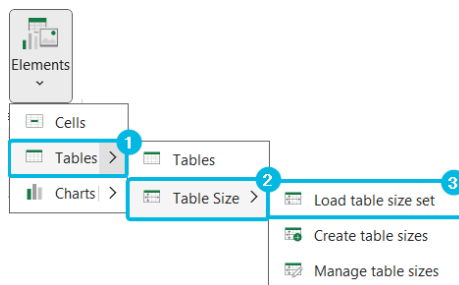 Elements
Cells
1
Tables
Tables
2
Charts
Table Size
3
Load table size set
Create table sizes
Manage table sizes